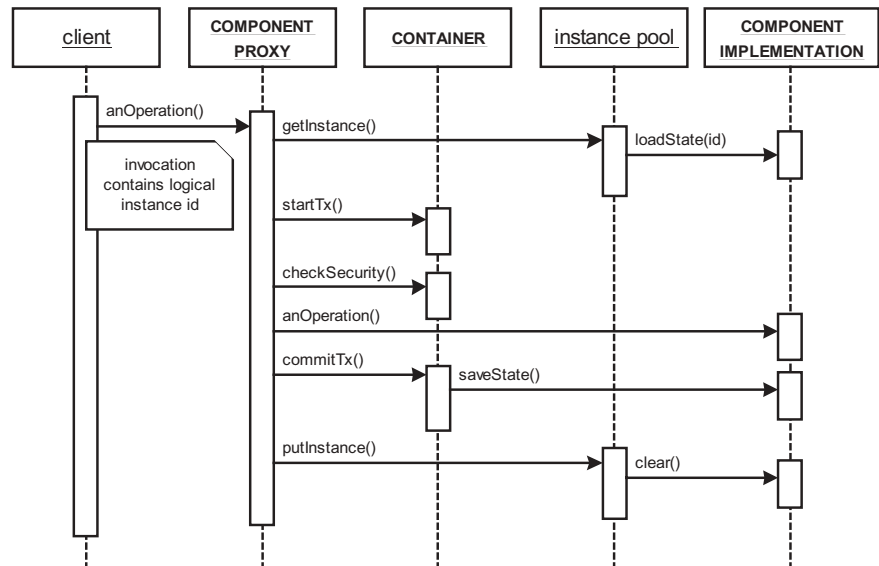 client
COMPONENT
PROXY
CONTAINER
instance pool
COMPONENT
IMPLEMENTATION
anOperation()
getInstance()
loadState(id)
invocation
contains logical
instance id
startTx()
checkSecurity()
anOperation()
commitTx()
saveState()
putInstance()
clear()